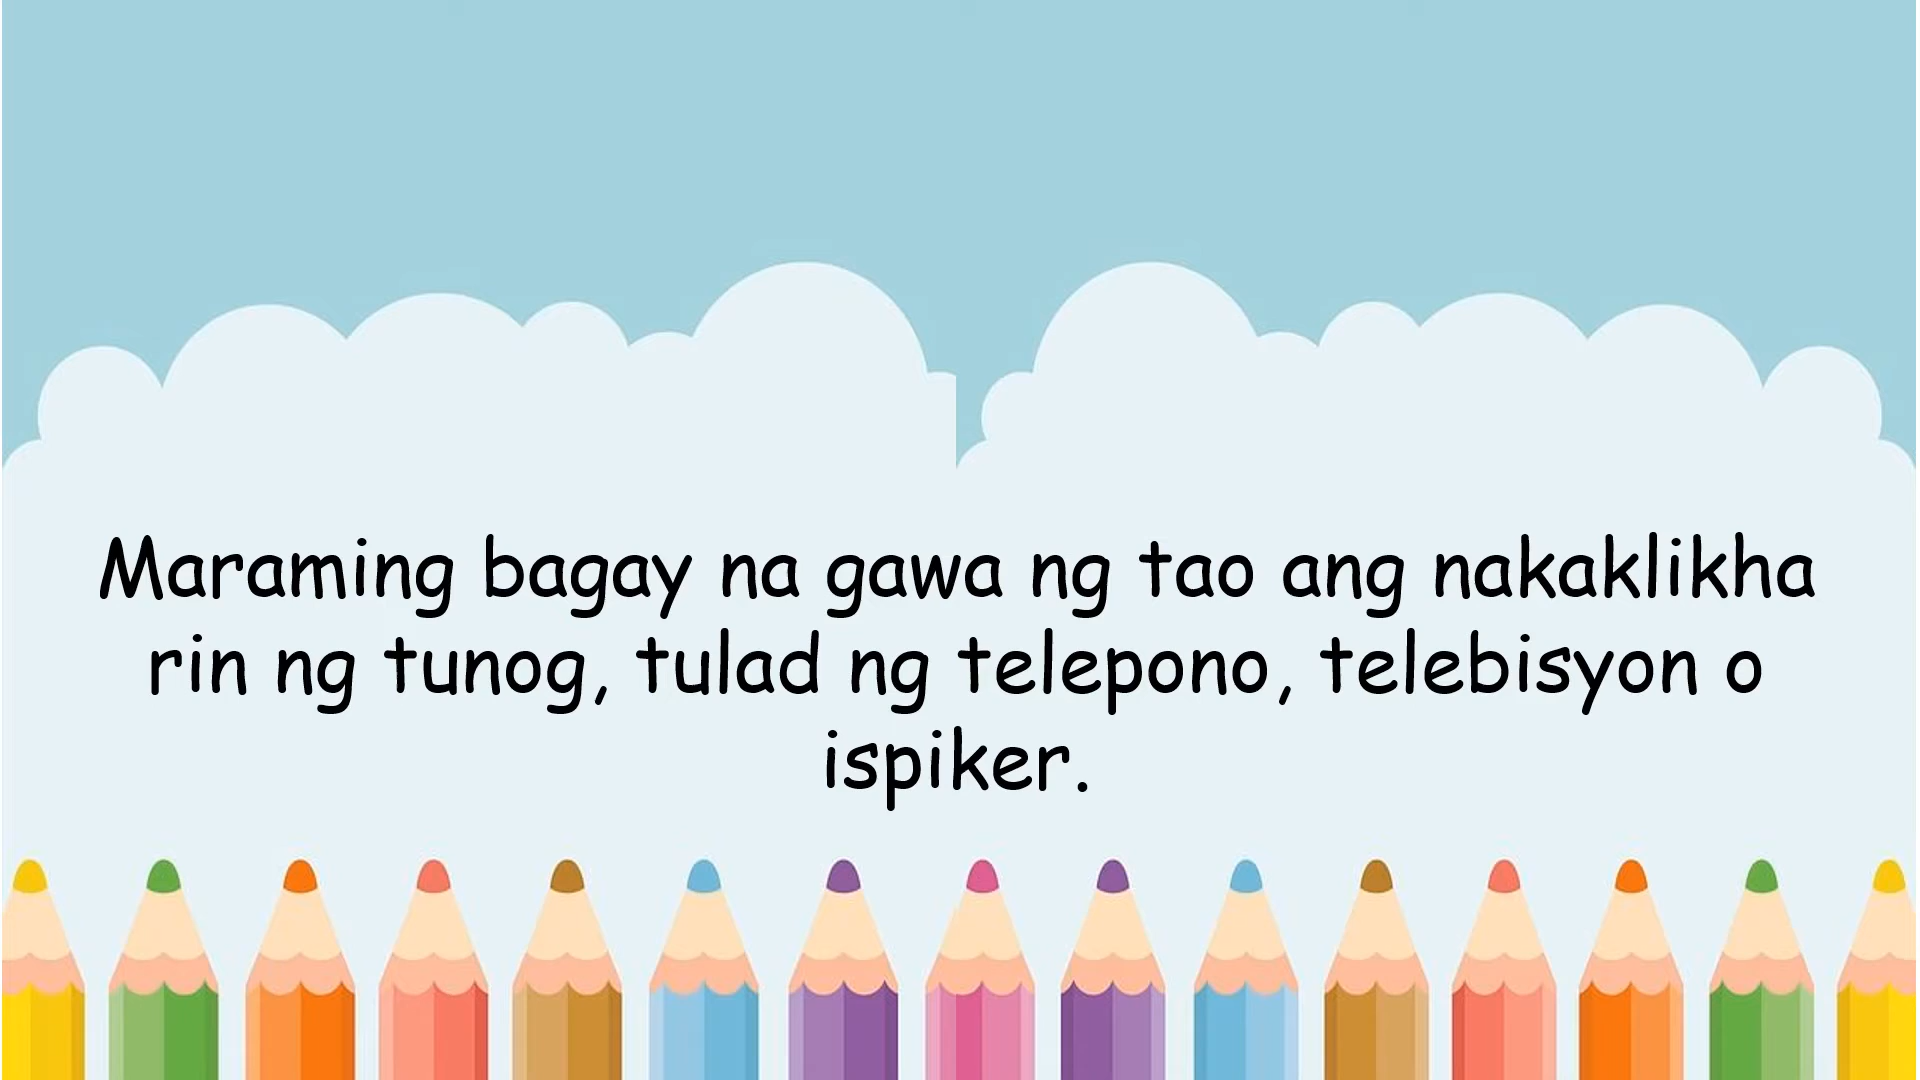 Maraming bagay na gawa ng tao ang nakaklikha
rin ng tunog, tulad ng telepono, telebisyon o
ispiker.